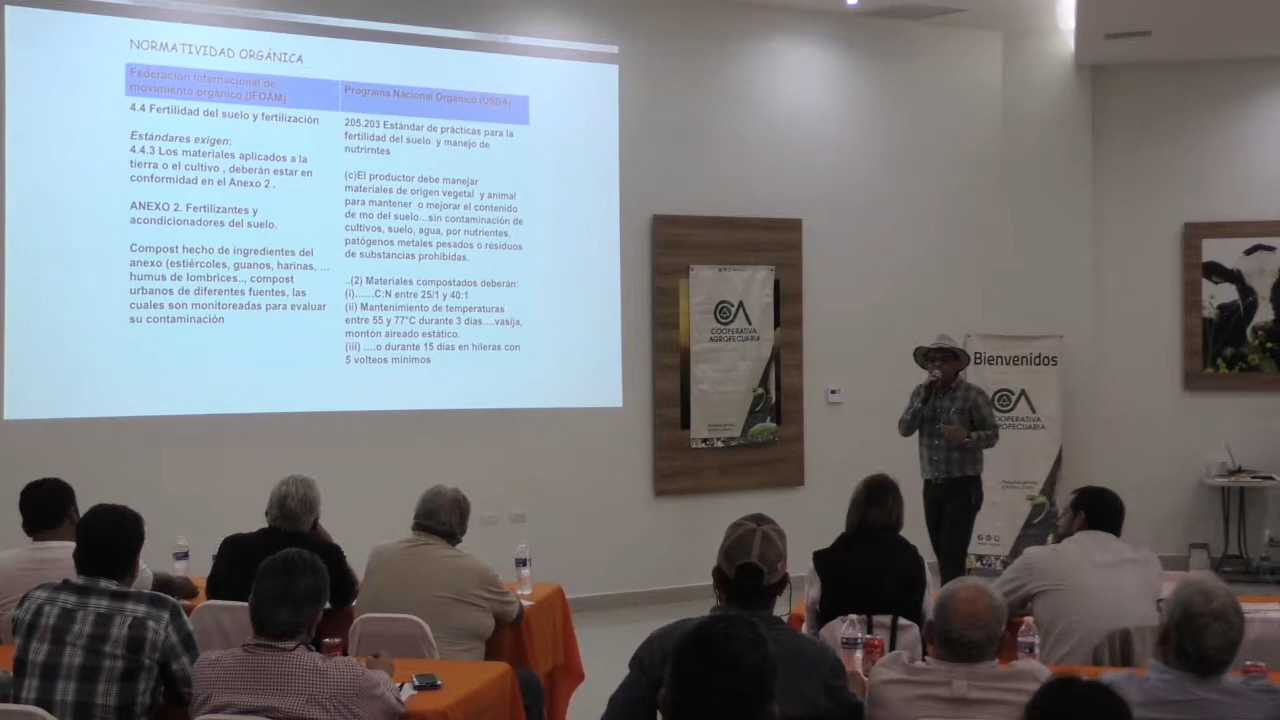 NORMATIVIDAD ORGÁNICA
Federación Internacional de
movimiento orgánico (IFOAM)
4.4 Fertilidad del suelo y fertilización
Estándares exigen:
4.4.3 Los materiales aplicados a la
tierra o el cultivo , deberán estar en
conformidad en el Anexo 2 .
ANEXO 2. Fertilizantes y
acondicionadores del suelo.
Compost hecho de ingredientes del
anexo (estiércoles, guanos, harinas, ...
humus de lombrices.., compost
urbanos de diferentes fuentes, las
cuales son monitoreadas para evaluar
su contaminación
Programa Nacional Orgánico (USDA)
205.203 Estándar de prácticas para la
fertilidad del suelo y manejo de
nutrirntes
(c)El productor debe manejar
materiales de origen vegetal y animal
para mantener o mejorar el contenido
de mo del suelo...sin contaminación de
cultivos, suelo, agua, por nutrientes,
patógenos metales pesados o residuos
de substancias prohibidas.
..(2) Materiales compostados deberán:
(i)......C:N entre 25/1 y 40:1
(ii) Mantenimiento de temperaturas
entre 55 y 77°C durante 3 días....vasija,
montón aireado estático.
(iii) ....o durante 15 días en hileras con
5 volteos mínimos
CA
COOPERATIVA
AGROPECUARIA
Bienvenidos
CA
COOPERATIVA